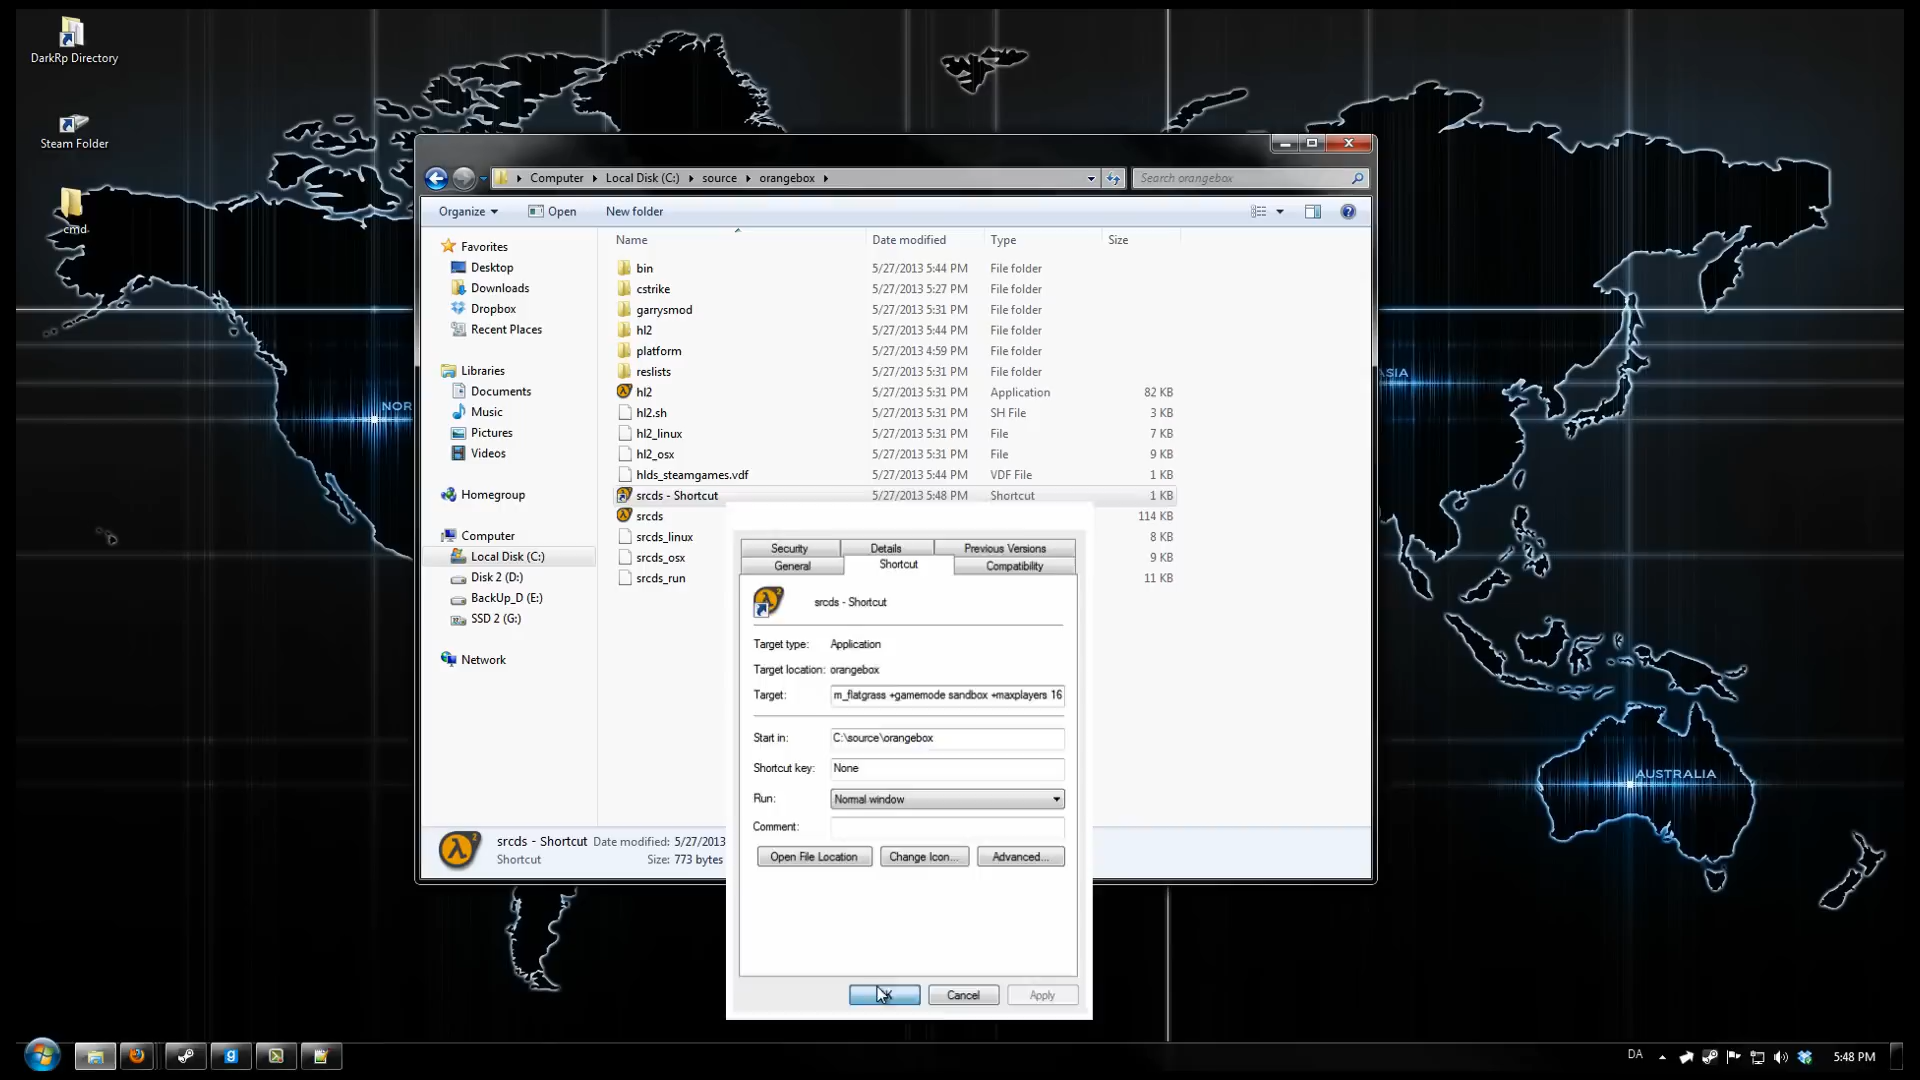 DarkRp Directory
Steam Folder
cmd
NOR
ASIA
AUSTRALIA
Computer Local Disk (C:) source orangebox
Search orangebox
Organize Open New folder
Name Date modified Type Size
Favorites
Desktop
Downloads
Dropbox
Recent Places
Libraries
Documents
Music
Pictures
Videos
Homegroup
Computer
Local Disk (C:)
Disk 2 (D:)
BackUp_D (E:)
SSD 2 (G:)
Network
bin 5/27/2013 5:44 PM File folder
cstrike 5/27/2013 5:27 PM File folder
garrysmod 5/27/2013 5:31 PM File folder
hl2 5/27/2013 5:44 PM File folder
platform 5/27/2013 4:59 PM File folder
reslists 5/27/2013 5:31 PM File folder
hl2 5/27/2013 5:31 PM Application 82 KB
hl2.sh 5/27/2013 5:31 PM SH File 3 KB
hl2_linux 5/27/2013 5:31 PM File 7 KB
hl2_osx 5/27/2013 5:31 PM File 9 KB
hlds_steamgames.vdf 5/27/2013 5:44 PM VDF File 1 KB
srcds - Shortcut 5/27/2013 5:48 PM Shortcut 1 KB
srcds 114 KB
srcds_linux 8 KB
srcds_osx 9 KB
srcds_run 11 KB
Security Details Previous Versions
General Shortcut Compatibility
srcds - Shortcut
Target type: Application
Target location: orangebox
Target: m_flatgrass +gamemode sandbox +maxplayers 16
Start in: C:\source\orangebox
Shortcut key: None
Run: Normal window
Comment:
Open File Location Change Icon... Advanced...
Cancel Apply
srcds - Shortcut Date modified: 5/27/2013
Shortcut Size: 773 bytes
DA 5:48 PM